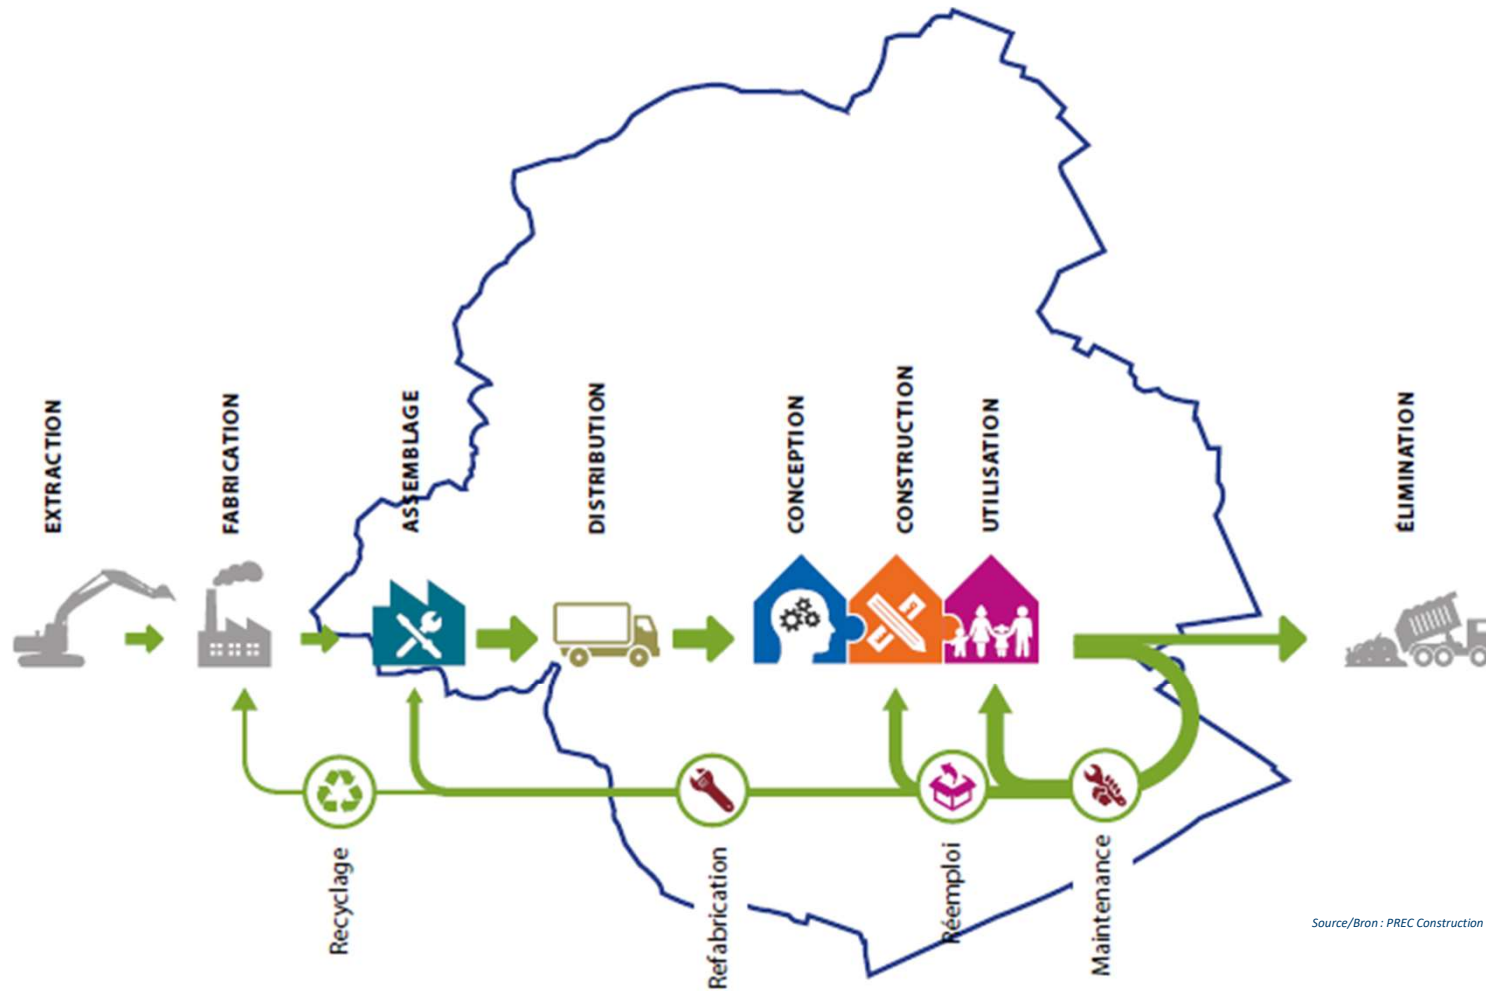 EXTRACTION
FABRICATION
ASSEMBLAGE
DISTRIBUTION
CONCEPTION
CONSTRUCTION
UTILISATION
ÉLIMINATION
Recyclage
Refabrication
Réemploi
Maintenance
Source/Bron : PREC Construction